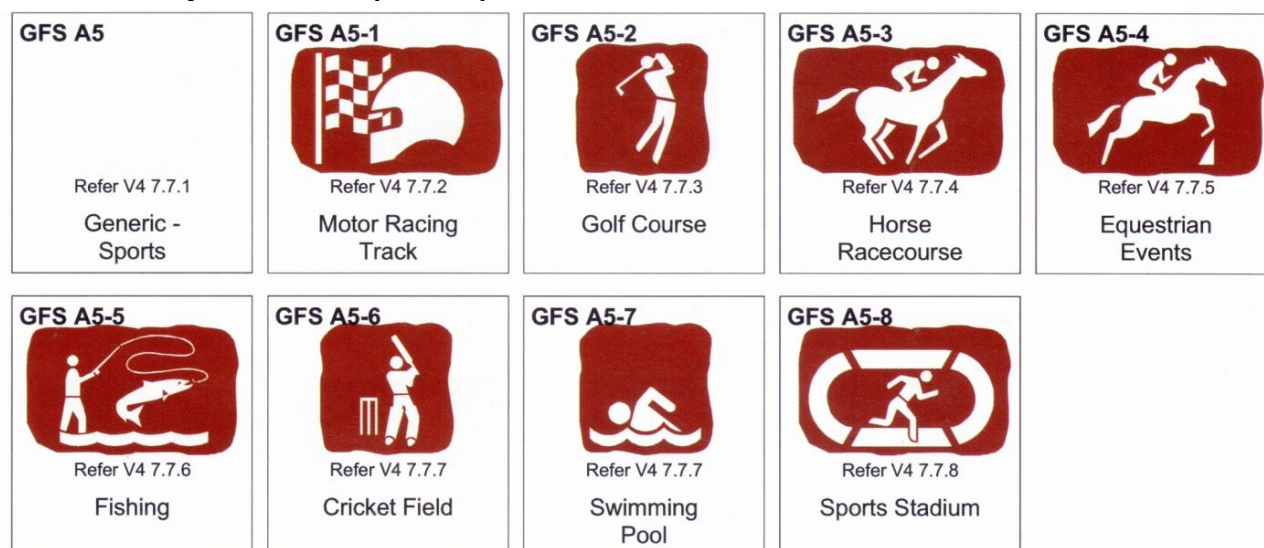 GFS A5
Refer V4 7.7.1
Generic -
Sports
GFS A5-1
Refer V4 7.7.2
Motor Racing
Track
GFS A5-2
Refer V4 7.7.3
Golf Course
GFS A5-3
Refer V4 7.7.4
Horse
Racecourse
GFS A5-4
Refer V4 7.7.5
Equestrian
Events
GFS A5-5
Refer V4 7.7.6
Fishing
GFS A5-6
Refer V4 7.7.7
Cricket Field
GFS A5-7
Refer V4 7.7.7
Swimming
Pool
GFS A5-8
Refer V4 7.7.8
Sports Stadium